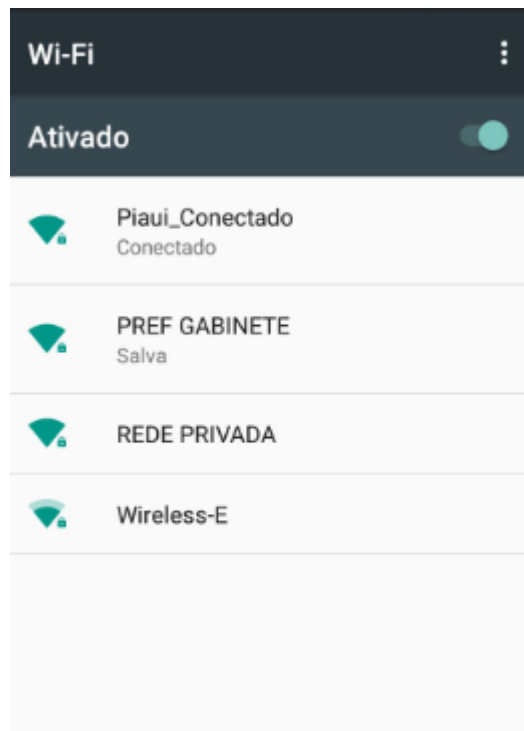 Wi-Fi
Ativado
Piaui_Conectado
Conectado
PREF GABINETE
Salva
REDE PRIVADA
Wireless-E